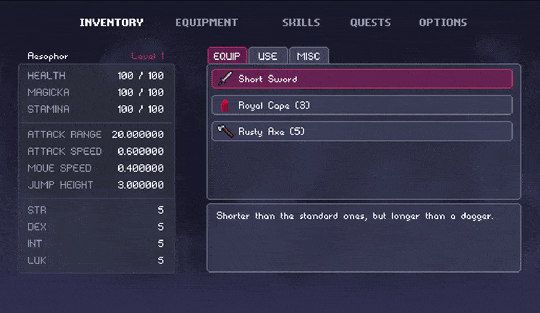 INVENTORY EQUIPMENT SKILLS QUESTS OPTIONS
Aesophor Level 1
HEALTH 100 / 100
MAGICKA 100 / 100
STAMINA 100 / 100
ATTACK RANGE 20.000000
ATTACK SPEED 0.600000
MOVE SPEED 0.400000
JUMP HEIGHT 3.000000
STR 5
DEX 5
INT 5
LUK 5
EQUIP USE MISC
Short Sword
Royal Cape (3)
Rusty Axe (5)
Shorter than the standard ones, but longer than a dagger.